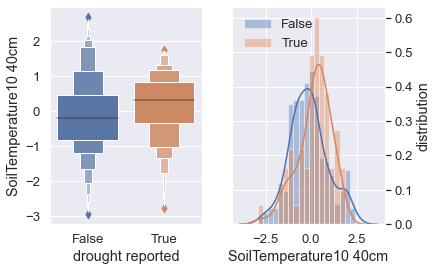 SoilTemperature10 40cm
2
1
0
−1
−2
−3
False
True
drought reported
False
True
0.6
0.5
0.4
0.3
0.2
0.1
0.0
distribution
−2.5
0.0
2.5
SoilTemperature10 40cm